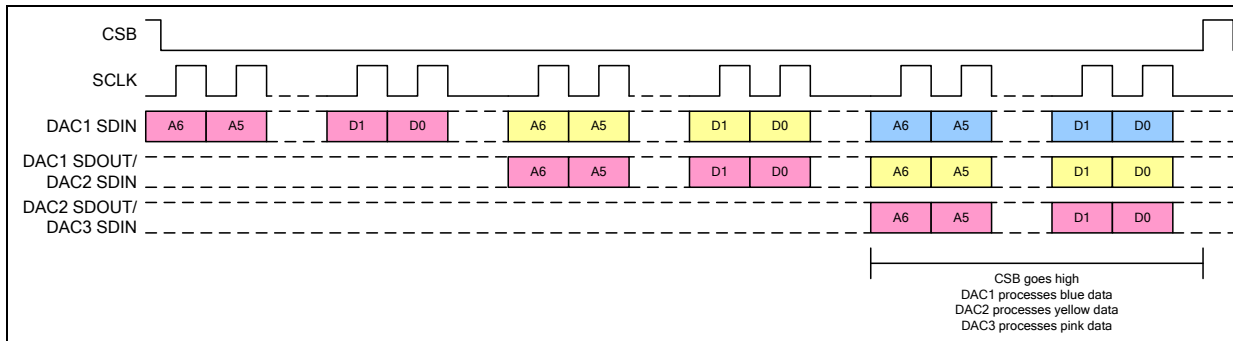 CSB
SCLK
DAC1 SDIN A6 A5 D1 D0 A6 A5 D1 D0 A6 A5 D1 D0
DAC1 SDOUT/
DAC2 SDIN A6 A5 D1 D0 A6 A5 D1 D0
DAC2 SDOUT/
DAC3 SDIN A6 A5 D1 D0
CSB goes high
DAC1 processes blue data
DAC2 processes yellow data
DAC3 processes pink data